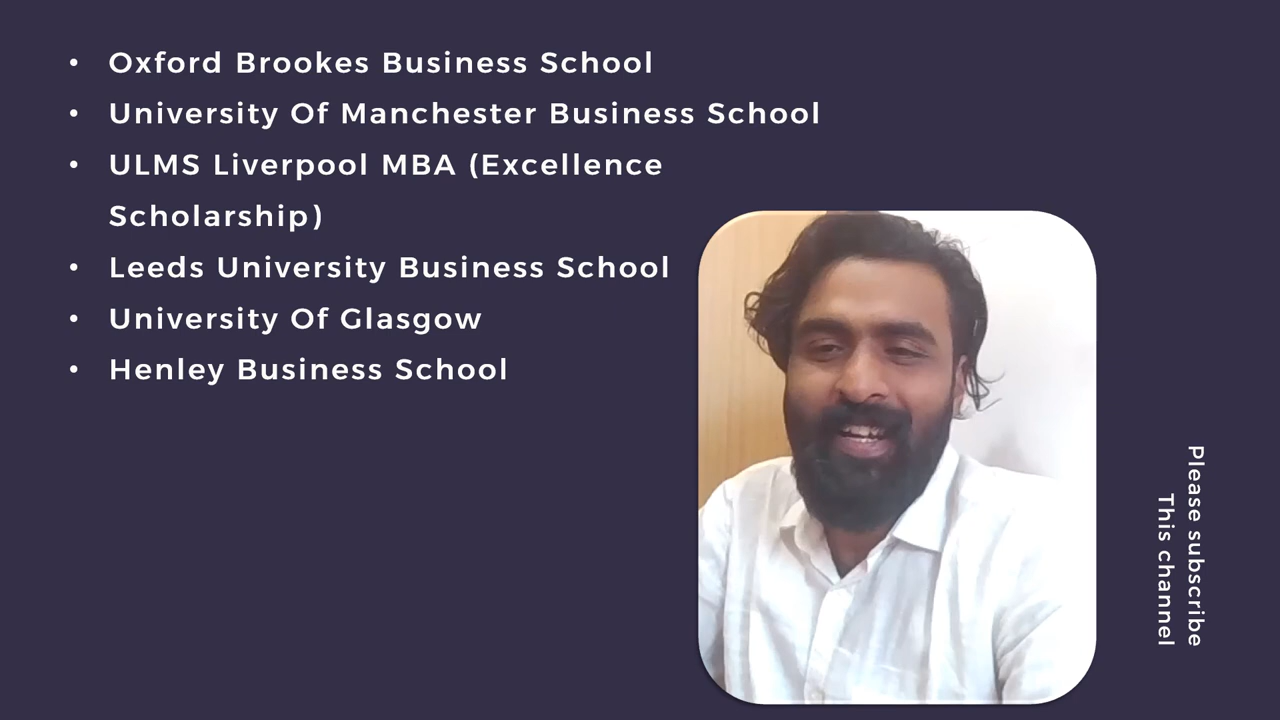 • Oxford Brookes Business School
• University Of Manchester Business School
• ULMS Liverpool MBA (Excellence
Scholarship)
• Leeds University Business School
• University Of Glasgow
• Henley Business School
Please subscribe
This channel